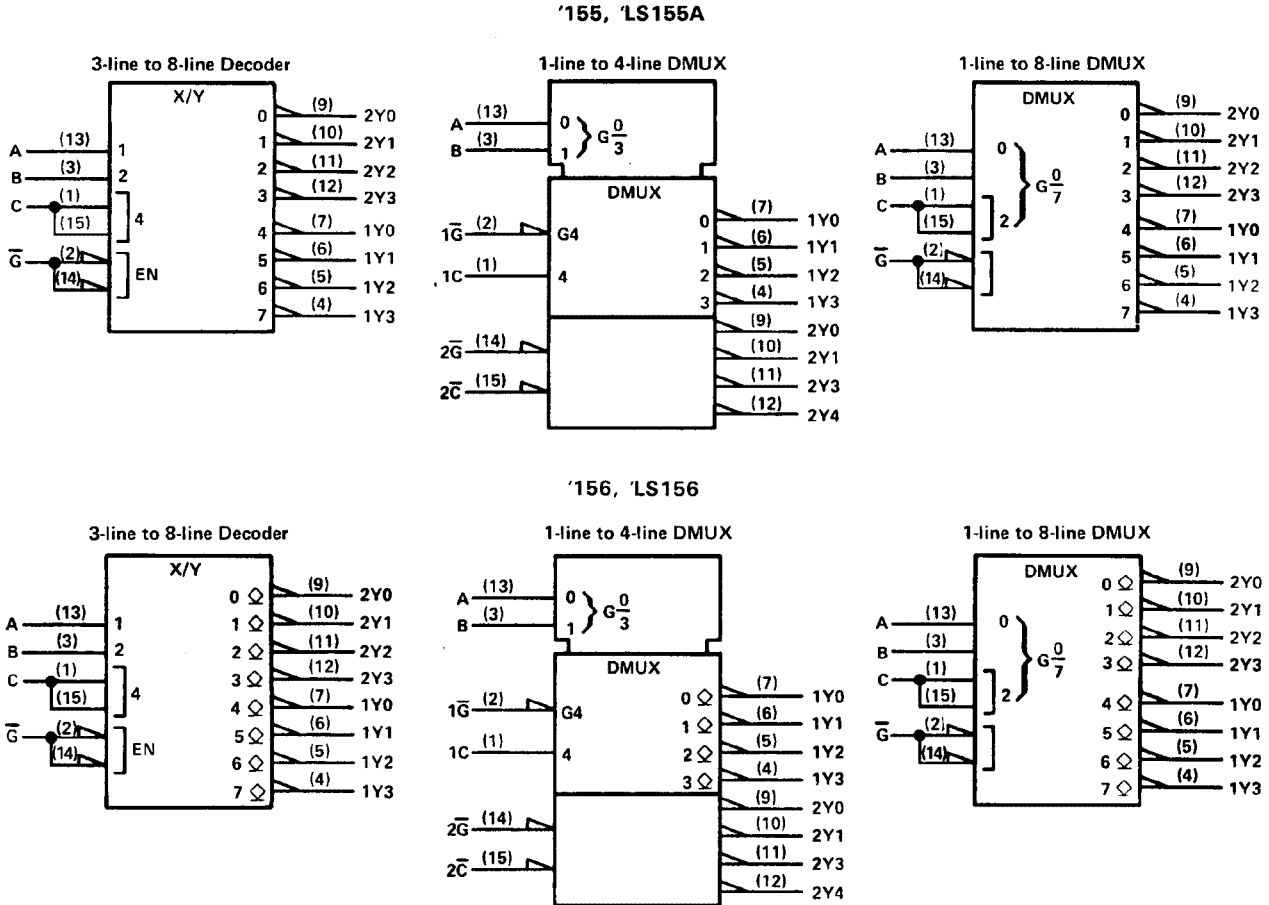 '155, 'LS155A
3-line to 8-line Decoder
X/Y
A (13) 1
B (3) 2
C (1)
(15) 4
G̅ (2)
(14) EN
0 (9) 2Y0
1 (10) 2Y1
2 (11) 2Y2
3 (12) 2Y3
4 (7) 1Y0
5 (6) 1Y1
6 (5) 1Y2
7 (4) 1Y3
1-line to 4-line DMUX
A (13) 0
B (3) 1
} G 0/3
DMUX
1G̅ (2) G4
1C (1) 4
2G̅ (14)
2C̅ (15)
0 (7) 1Y0
1 (6) 1Y1
2 (5) 1Y2
3 (4) 1Y3
(9) 2Y0
(10) 2Y1
(11) 2Y3
(12) 2Y4
1-line to 8-line DMUX
DMUX
A (13) 0
B (3)
C (1)
(15) 2
} G 0/7
G̅ (2)
(14)
0 (9) 2Y0
1 (10) 2Y1
2 (11) 2Y2
3 (12) 2Y3
4 (7) 1Y0
5 (6) 1Y1
6 (5) 1Y2
7 (4) 1Y3
'156, 'LS156
3-line to 8-line Decoder
X/Y
A (13) 1
B (3) 2
C (1)
(15) 4
G̅ (2)
(14) EN
0 (9) 2Y0
1 (10) 2Y1
2 (11) 2Y2
3 (12) 2Y3
4 (7) 1Y0
5 (6) 1Y1
6 (5) 1Y2
7 (4) 1Y3
1-line to 4-line DMUX
A (13) 0
B (3) 1
} G 0/3
DMUX
1G̅ (2) G4
1C (1) 4
2G̅ (14)
2C̅ (15)
0 (7) 1Y0
1 (6) 1Y1
2 (5) 1Y2
3 (4) 1Y3
(9) 2Y0
(10) 2Y1
(11) 2Y3
(12) 2Y4
1-line to 8-line DMUX
DMUX
A (13) 0
B (3)
C (1)
(15) 2
} G 0/7
G̅ (2)
(14)
0 (9) 2Y0
1 (10) 2Y1
2 (11) 2Y2
3 (12) 2Y3
4 (7) 1Y0
5 (6) 1Y1
6 (5) 1Y2
7 (4) 1Y3